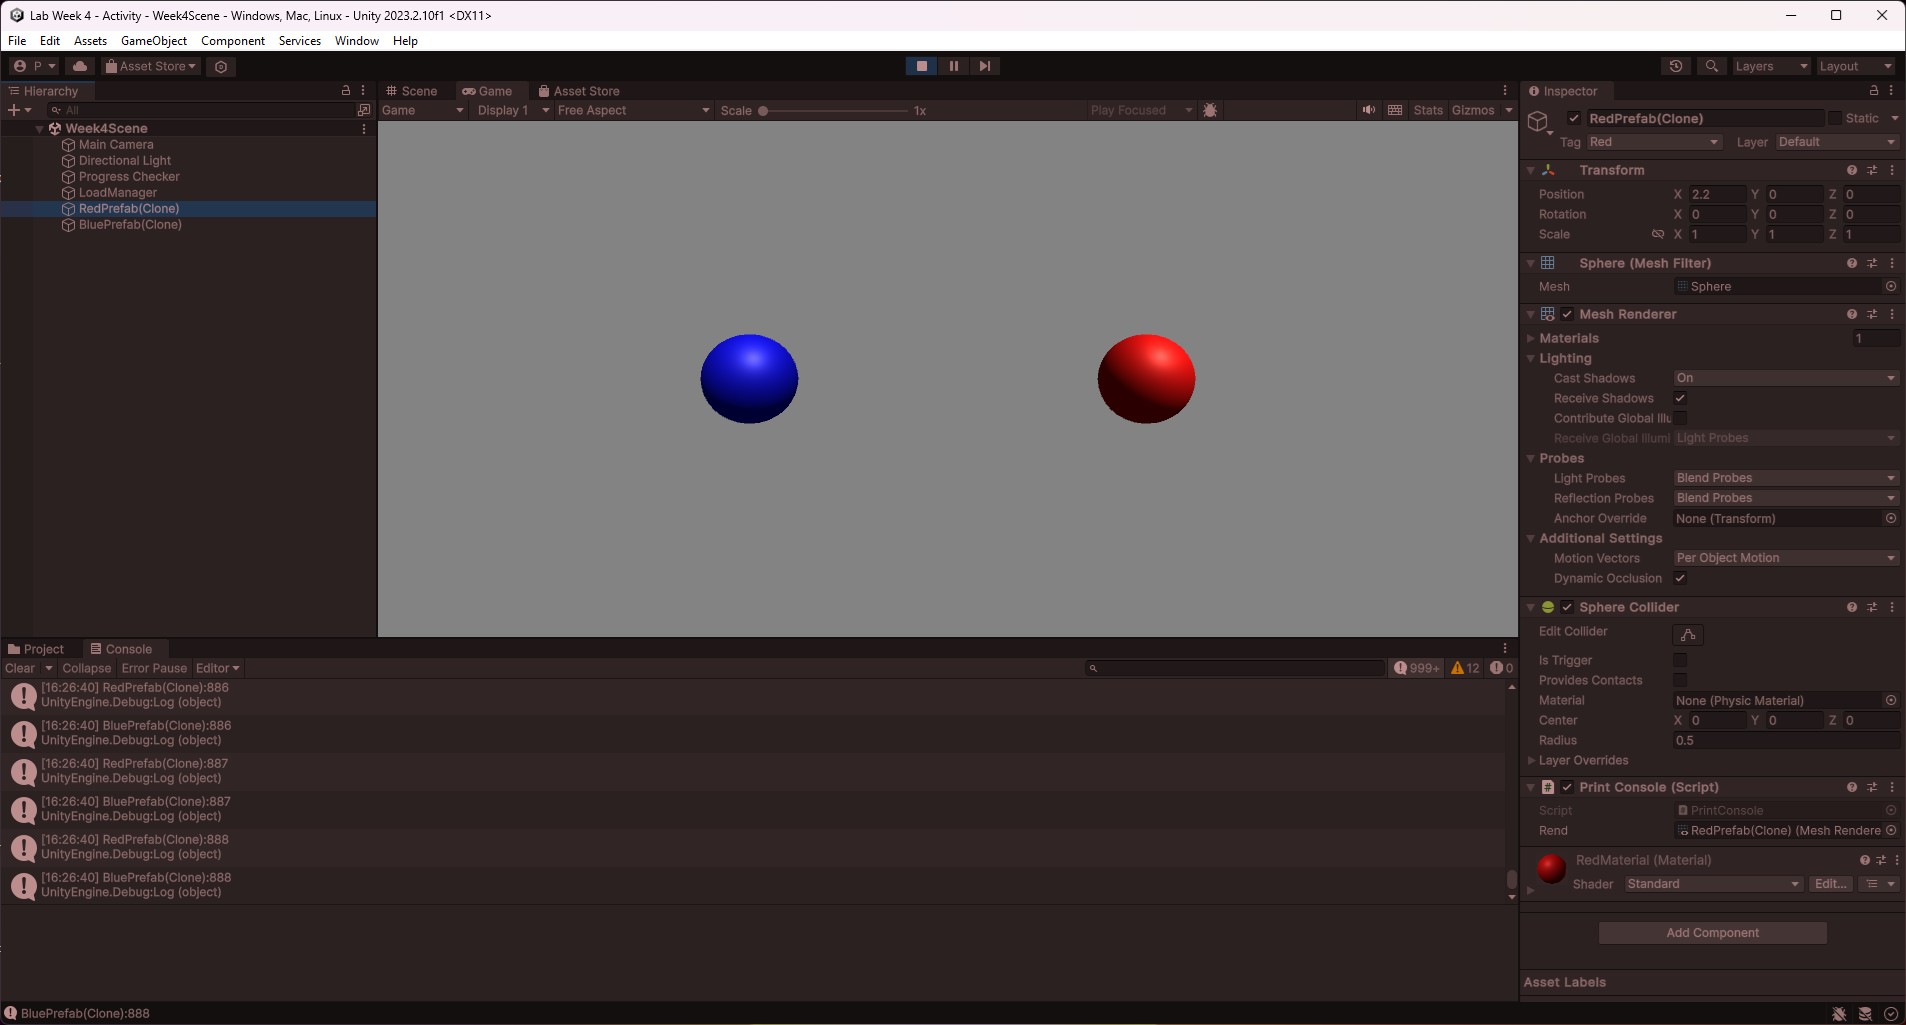 Lab Week 4 - Activity - Week4Scene - Windows, Mac, Linux - Unity 2023.2.10f1 <DX11>
File Edit Assets GameObject Component Services Window Help
P Asset Store Layers Layout
Hierarchy
All
Week4Scene
Main Camera
Directional Light
Progress Checker
LoadManager
RedPrefab(Clone)
BluePrefab(Clone)
Scene Game Asset Store
Game Display 1 Free Aspect Scale 1x Play Focused Stats Gizmos
Project Console
Clear Collapse Error Pause Editor 999+ 12 0
[16:26:40] RedPrefab(Clone):886
UnityEngine.Debug:Log (object)
[16:26:40] BluePrefab(Clone):886
UnityEngine.Debug:Log (object)
[16:26:40] RedPrefab(Clone):887
UnityEngine.Debug:Log (object)
[16:26:40] BluePrefab(Clone):887
UnityEngine.Debug:Log (object)
[16:26:40] RedPrefab(Clone):888
UnityEngine.Debug:Log (object)
[16:26:40] BluePrefab(Clone):888
UnityEngine.Debug:Log (object)
BluePrefab(Clone):888
Inspector
RedPrefab(Clone) Static
Tag Red Layer Default
Transform
Position X 2.2 Y 0 Z 0
Rotation X 0 Y 0 Z 0
Scale X 1 Y 1 Z 1
Sphere (Mesh Filter)
Mesh Sphere
Mesh Renderer
Materials 1
Lighting
Cast Shadows On
Receive Shadows
Contribute Global Illu
Receive Global Illumi Light Probes
Probes
Light Probes Blend Probes
Reflection Probes Blend Probes
Anchor Override None (Transform)
Additional Settings
Motion Vectors Per Object Motion
Dynamic Occlusion
Sphere Collider
Edit Collider
Is Trigger
Provides Contacts
Material None (Physic Material)
Center X 0 Y 0 Z 0
Radius 0.5
Layer Overrides
Print Console (Script)
Script PrintConsole
Rend RedPrefab(Clone) (Mesh Rendere
RedMaterial (Material)
Shader Standard Edit...
Add Component
Asset Labels